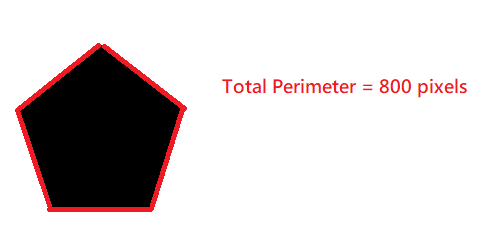 Total Perimeter = 800 pixels